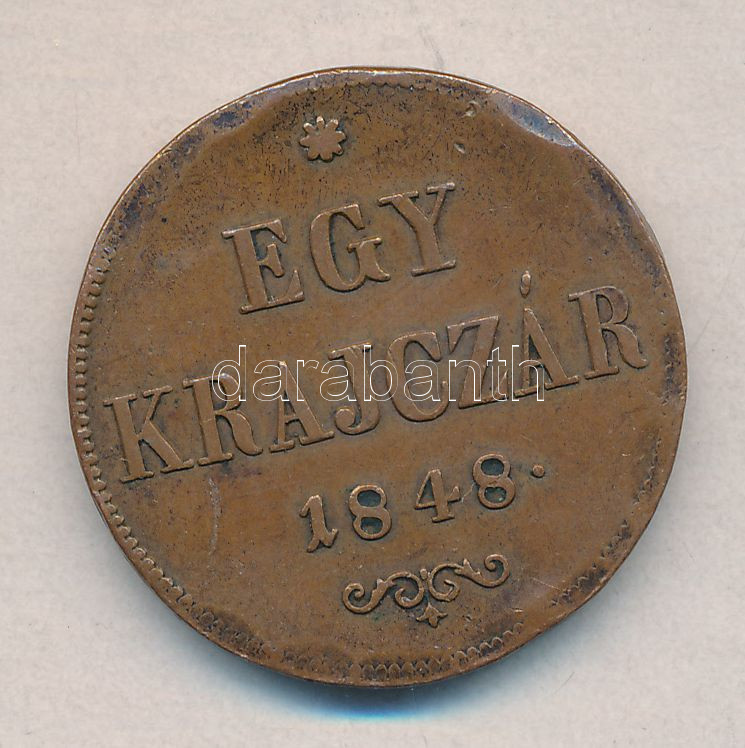 EGY
KRAJCZÁR
1848.
darabanth